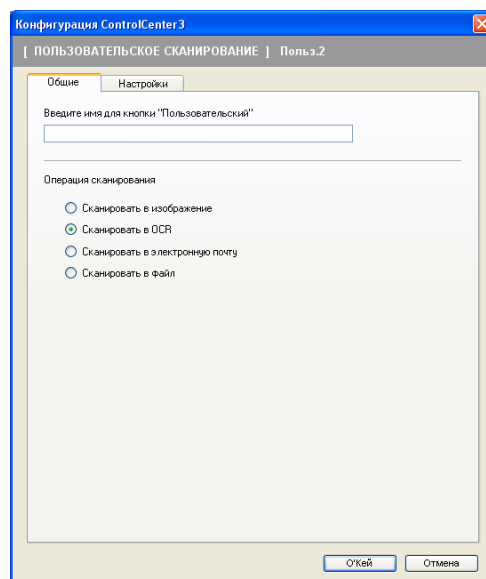 Конфигурация ControlCenter3
[ ПОЛЬЗОВАТЕЛЬСКОЕ СКАНИРОВАНИЕ ] Польз.2
Общие Настройки
Введите имя для кнопки "Пользовательский"
Операция сканирования
Сканировать в изображение
Сканировать в OCR
Сканировать в электронную почту
Сканировать в файл
О'Кей Отмена